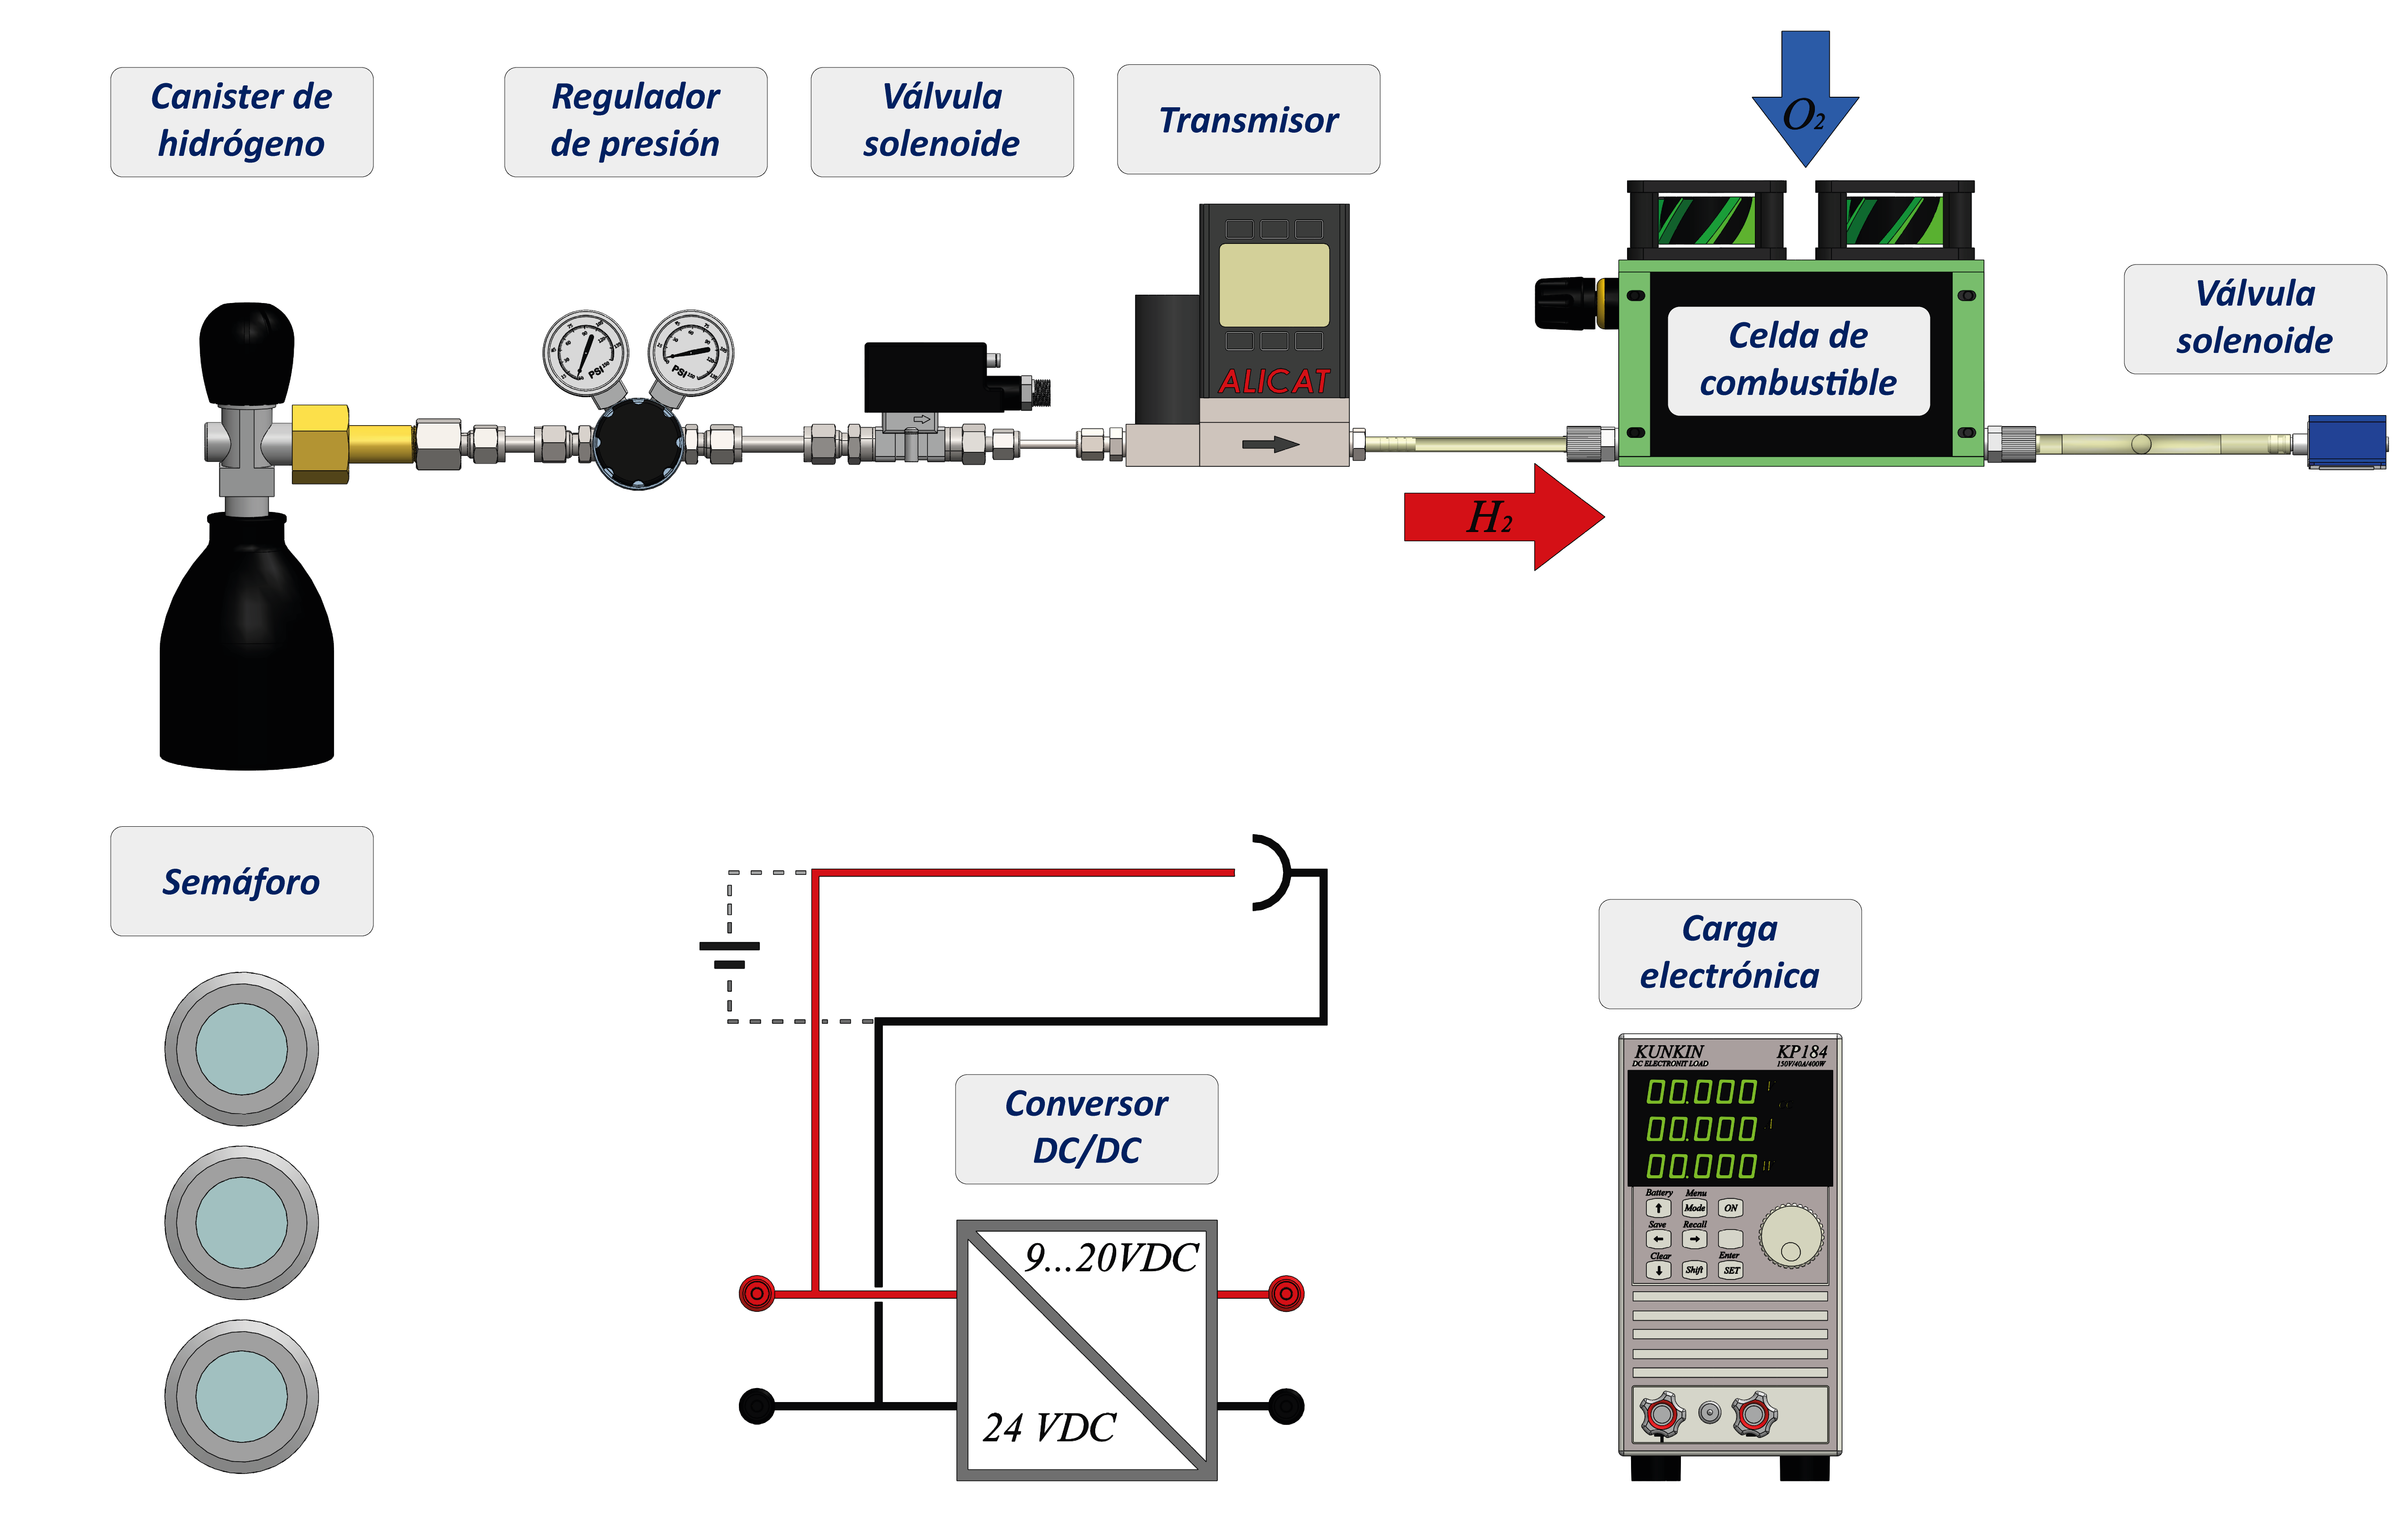 Canister de
hidrógeno
Regulador
de presión
Válvula
solenoide
Transmisor
O2
Celda de
combustible
Válvula
solenoide
PSI
PSI
ALICAT
H2
Semáforo
Carga
electrónica
Conversor
DC/DC
9...20VDC
24 VDC
KUNKIN
KP184
DC ELECTRONIT LOAD
150V/40A/400W
00.000
00.000
00.000
Battery
Menu
Mode
ON
Save
Recall
Clear
Enter
Shift
SET